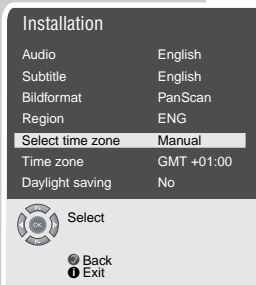 Installation
Audio English
Subtitle English
Bildformat PanScan
Region ENG
Select time zone Manual
Time zone GMT +01:00
Daylight saving No
P+
OK
P-
Select
Back
Exit